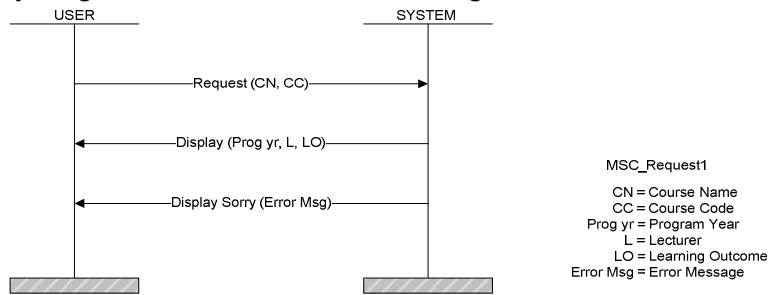 USER
SYSTEM
Request (CN, CC)
Display (Prog yr, L, LO)
Display Sorry (Error Msg)
MSC_Request1
CN = Course Name
CC = Course Code
Prog yr = Program Year
L = Lecturer
LO = Learning Outcome
Error Msg = Error Message